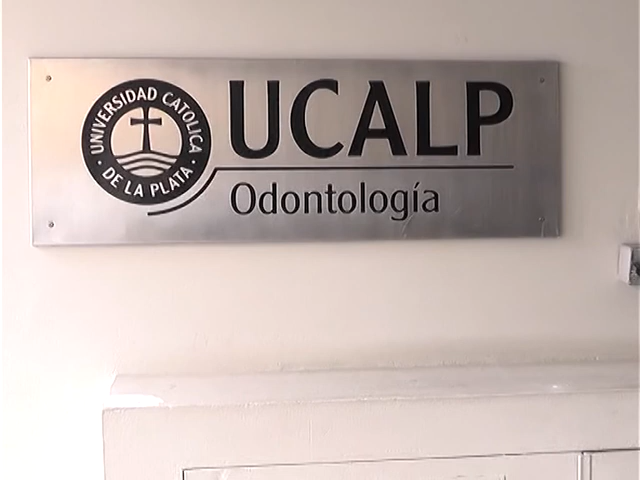 UNIVERSIDAD CATOLICA
· DE LA PLATA ·
UCALP
Odontología